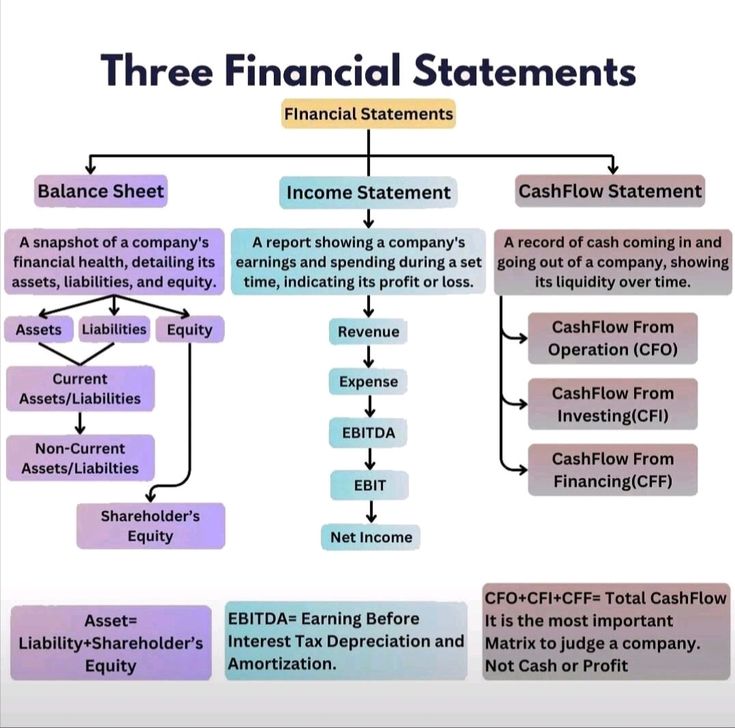 Three Financial Statements
FInancial Statements
Balance Sheet
A snapshot of a company's
financial health, detailing its
assets, liabilities, and equity.
Assets
Liabilities
Equity
Current
Assets/Liabilities
Non-Current
Assets/Liabilties
Shareholder's
Equity
Income Statement
A report showing a company's
earnings and spending during a set
time, indicating its profit or loss.
Revenue
Expense
EBITDA
EBIT
Net Income
CashFlow Statement
A record of cash coming in and
going out of a company, showing
its liquidity over time.
CashFlow From
Operation (CFO)
CashFlow From
Investing(CFI)
CashFlow From
Financing(CFF)
Asset=
Liability+Shareholder's
Equity
EBITDA= Earning Before
Interest Tax Depreciation and
Amortization.
CFO+CFI+CFF= Total CashFlow
It is the most important
Matrix to judge a company.
Not Cash or Profit